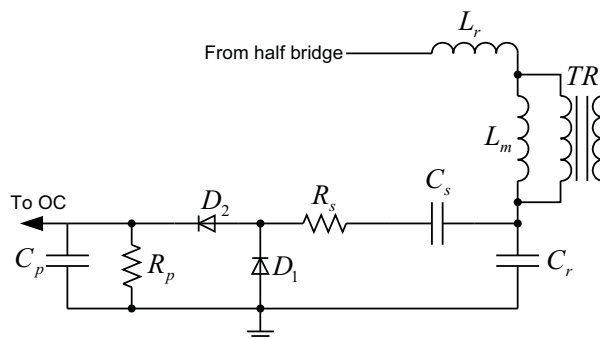 L_r
From half bridge
TR
L_m
C_s
R_s
D_2
To OC
C_p
R_p
D_1
C_r